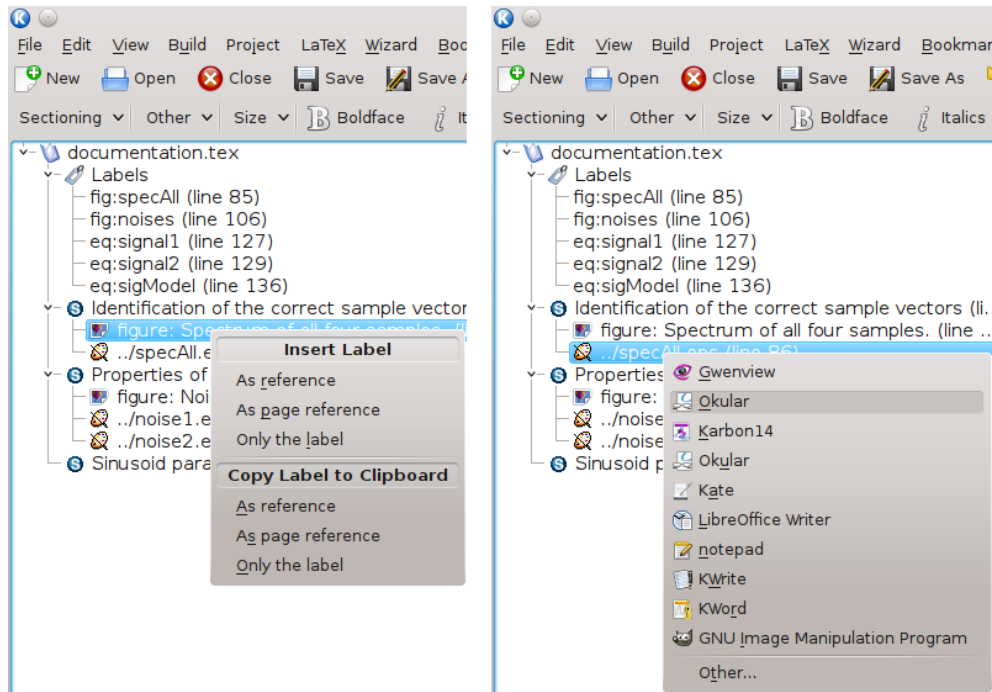 File Edit View Build Project LaTeX Wizard Boo
New Open Close Save Save A
Sectioning Other Size B Boldface i It
documentation.tex
Labels
fig:specAll (line 85)
fig:noises (line 106)
eq:signal1 (line 127)
eq:signal2 (line 129)
eq:sigModel (line 136)
S Identification of the correct sample vector
figure: Spectrum of all four samples. (l
../specAll.e
S Properties of
figure: Noi
../noise1.e
../noise2.e
S Sinusoid para
Insert Label
As reference
As page reference
Only the label
Copy Label to Clipboard
As reference
As page reference
Only the label
File Edit View Build Project LaTeX Wizard Bookmar
New Open Close Save Save As
Sectioning Other Size B Boldface i Italics
documentation.tex
Labels
fig:specAll (line 85)
fig:noises (line 106)
eq:signal1 (line 127)
eq:signal2 (line 129)
eq:sigModel (line 136)
S Identification of the correct sample vectors (li...
figure: Spectrum of all four samples. (line ...
../specAll.eps (line 86)
S Properties
figure:
../noise
../noise
S Sinusoid p
Gwenview
Okular
Karbon14
Okular
Kate
LibreOffice Writer
notepad
KWrite
KWord
GNU Image Manipulation Program
Other...